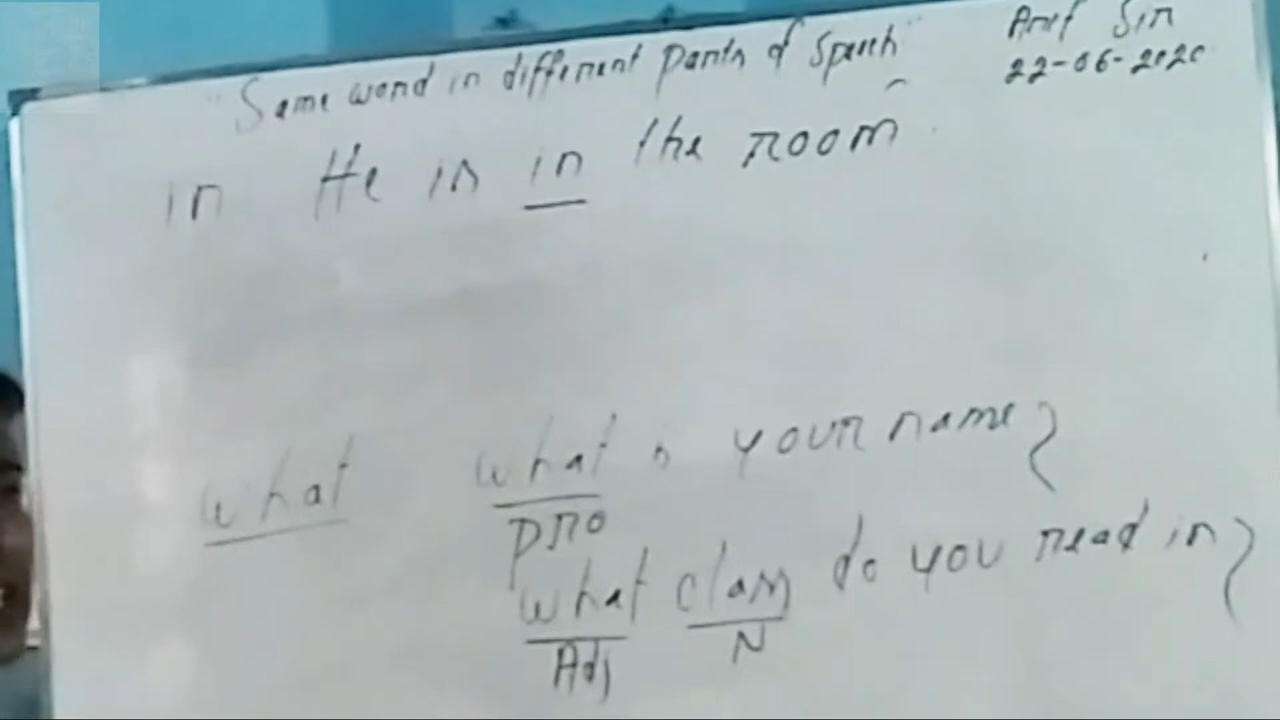 "Same word in different parts of speech"
Arif Sir
22-06-2020
in He is in the room
what what is your name?
pro
what class do you read in?
Adj N